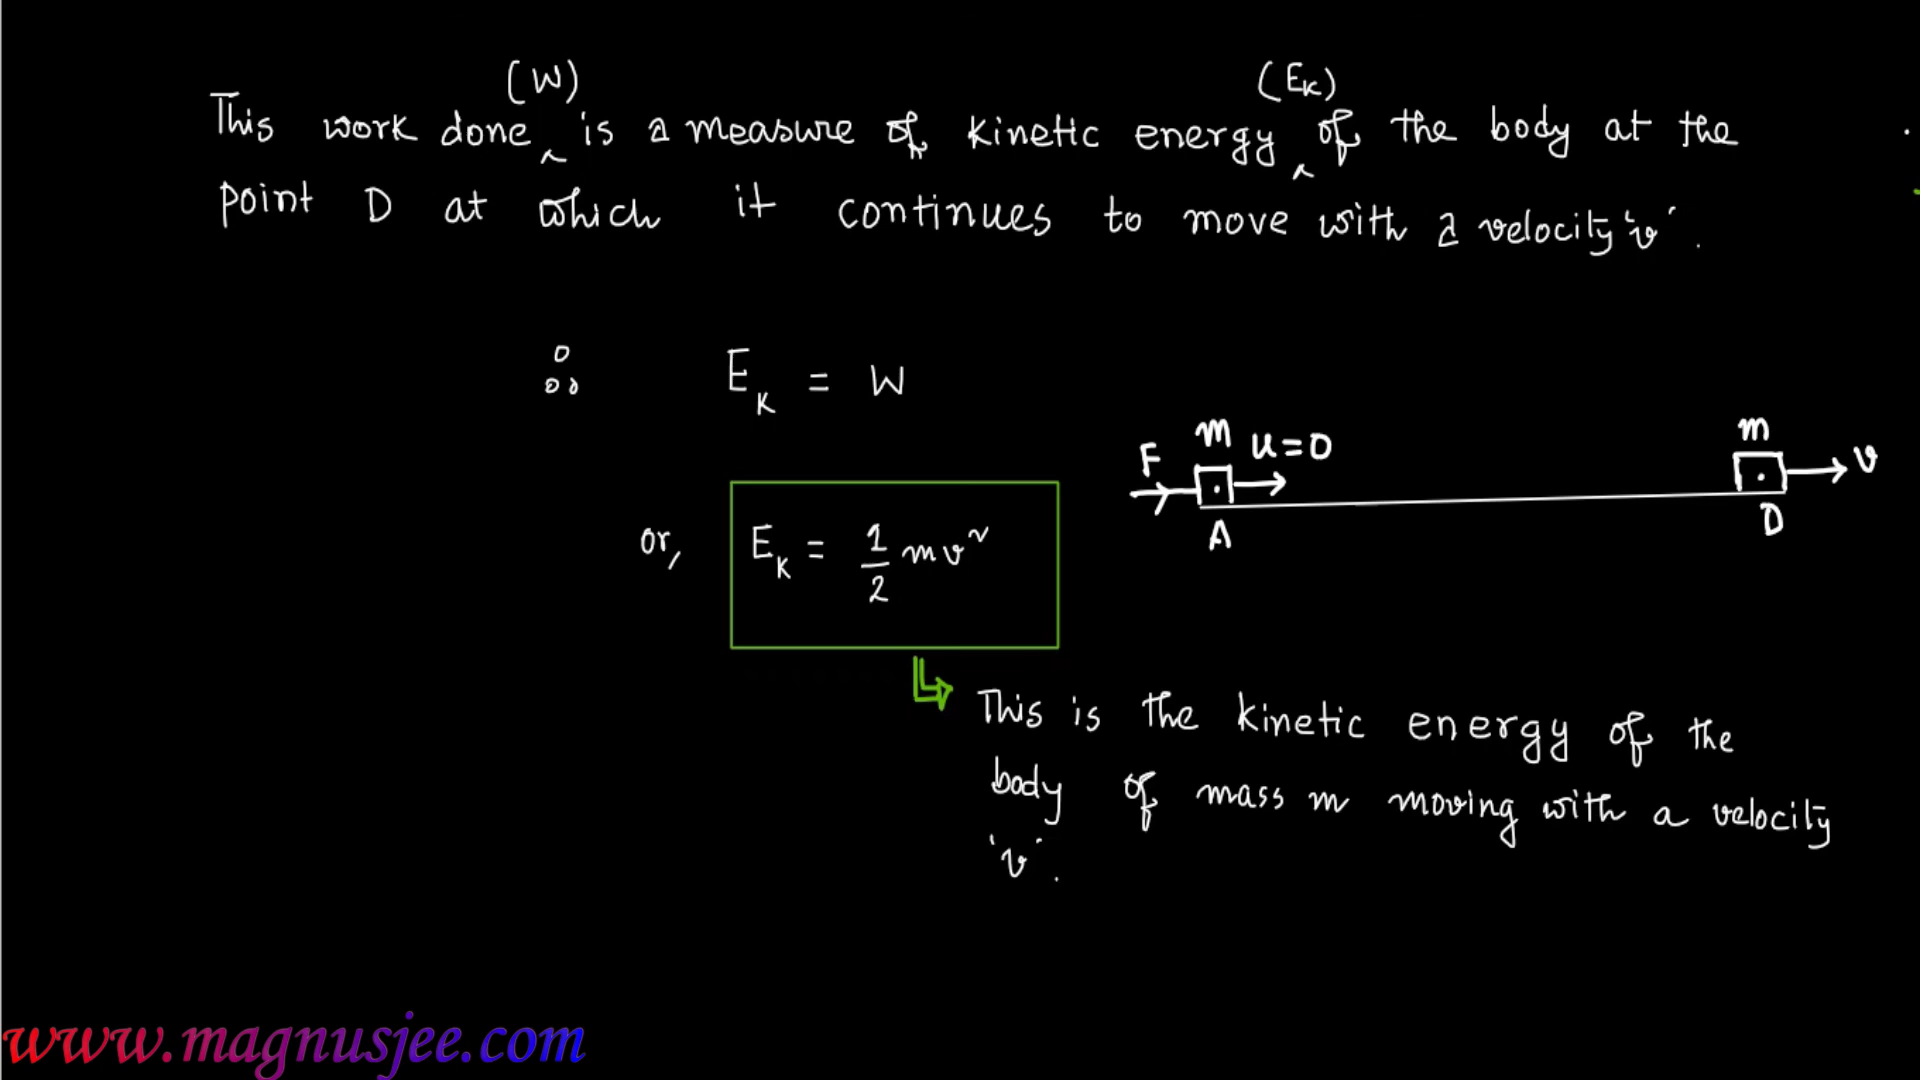 (W) (EK)
This work done ‸ is a measure of kinetic energy ‸ of the body at the
point D at which it continues to move with a velocity 'v'.
∴ EK = W
m u=0 m
F v
A D
or, EK = 1/2 mv²
This is the kinetic energy of the
body of mass m moving with a velocity
'v'.
www.magnusjee.com